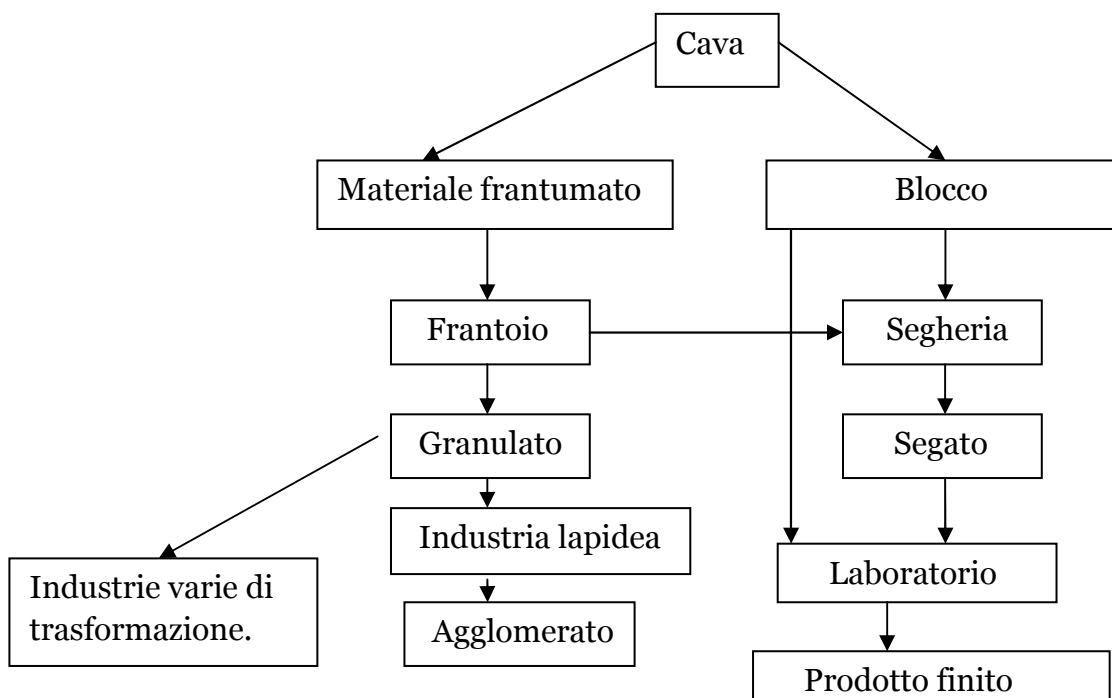 Cava
Materiale frantumato
Blocco
Frantoio
Segheria
Granulato
Segato
Industria lapidea
Industrie varie di
trasformazione.
Laboratorio
Agglomerato
Prodotto finito